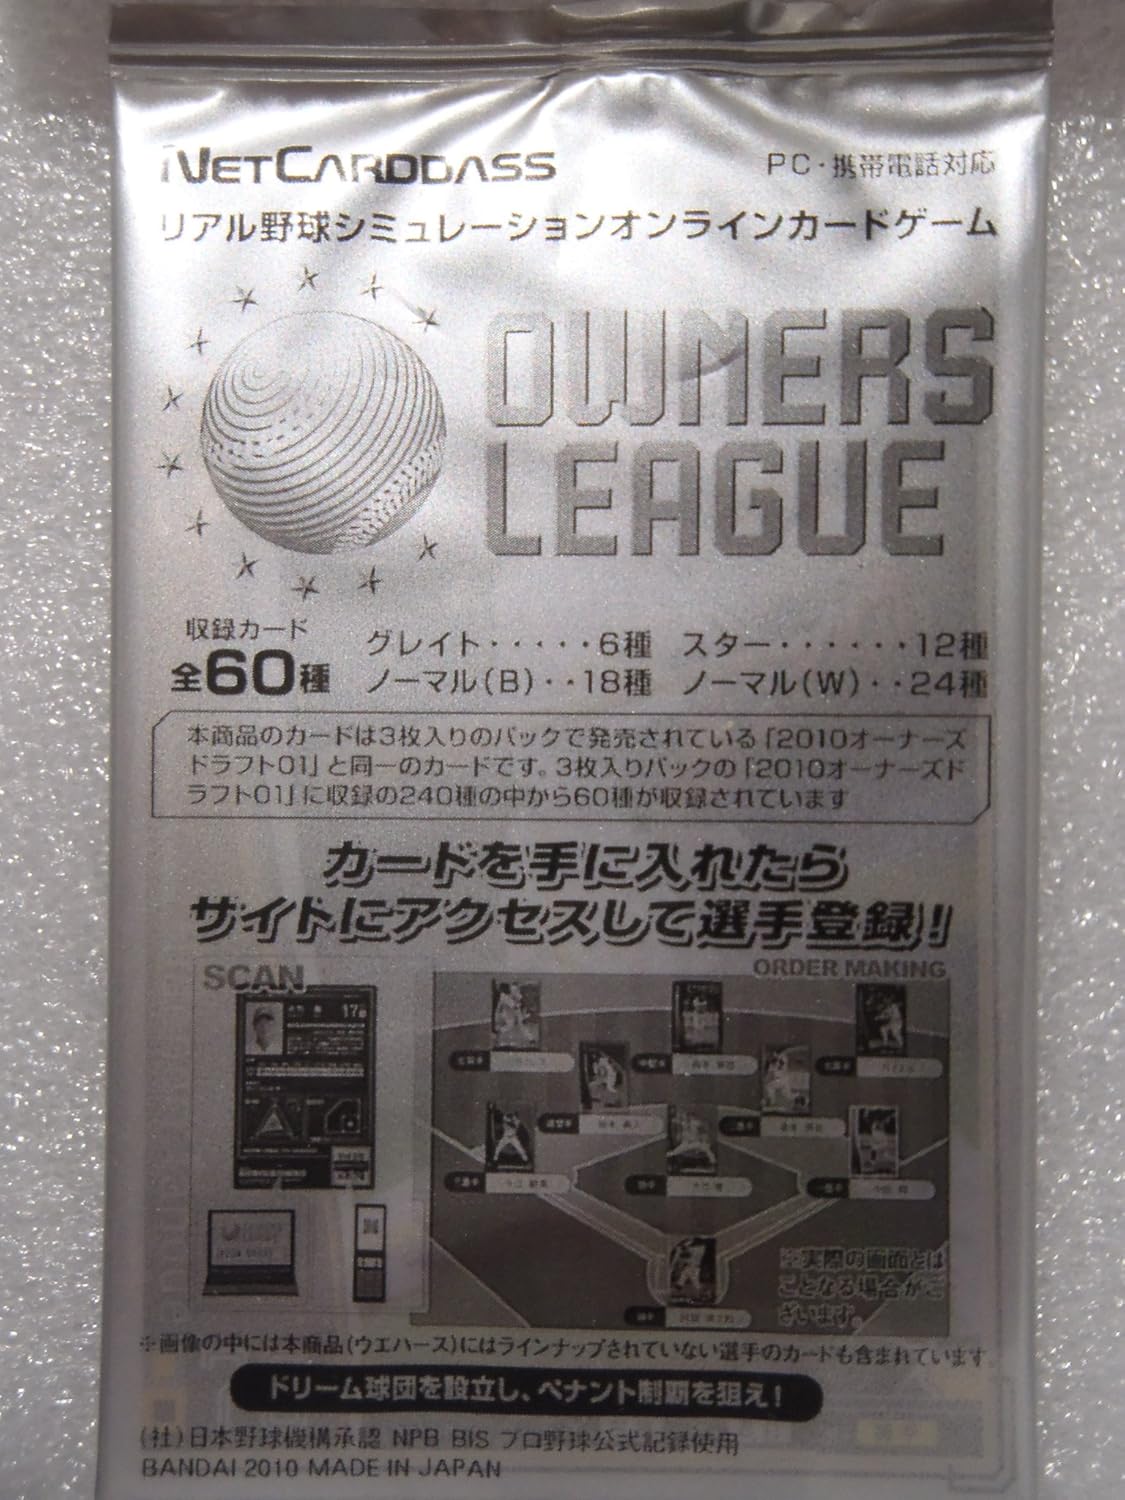 NETCARDDASS
PC・携帯電話対応
リアル野球シミュレーションオンラインカードゲーム
OWNERS
LEAGUE
収録カード
全60種
グレイト・・・・・6種 スター・・・・・・12種
ノーマル(B)・・18種 ノーマル(W)・・24種
本商品のカードは3枚入りのパックで発売されている「2010オーナーズ
ドラフト01」と同一のカードです。3枚入りパックの「2010オーナーズド
ラフト01」に収録の240種の中から60種が収録されています
カードを手に入れたら
サイトにアクセスして選手登録!
SCAN
ORDER MAKING
17
※実際の画面とは
ことなる場合がご
ざいます。
※画像の中には本商品(ウエハース)にはラインナップされていない選手のカードも含まれています。
ドリーム球団を設立し、ペナント制覇を狙え!
(社)日本野球機構承認 NPB BIS プロ野球公式記録使用
BANDAI 2010 MADE IN JAPAN